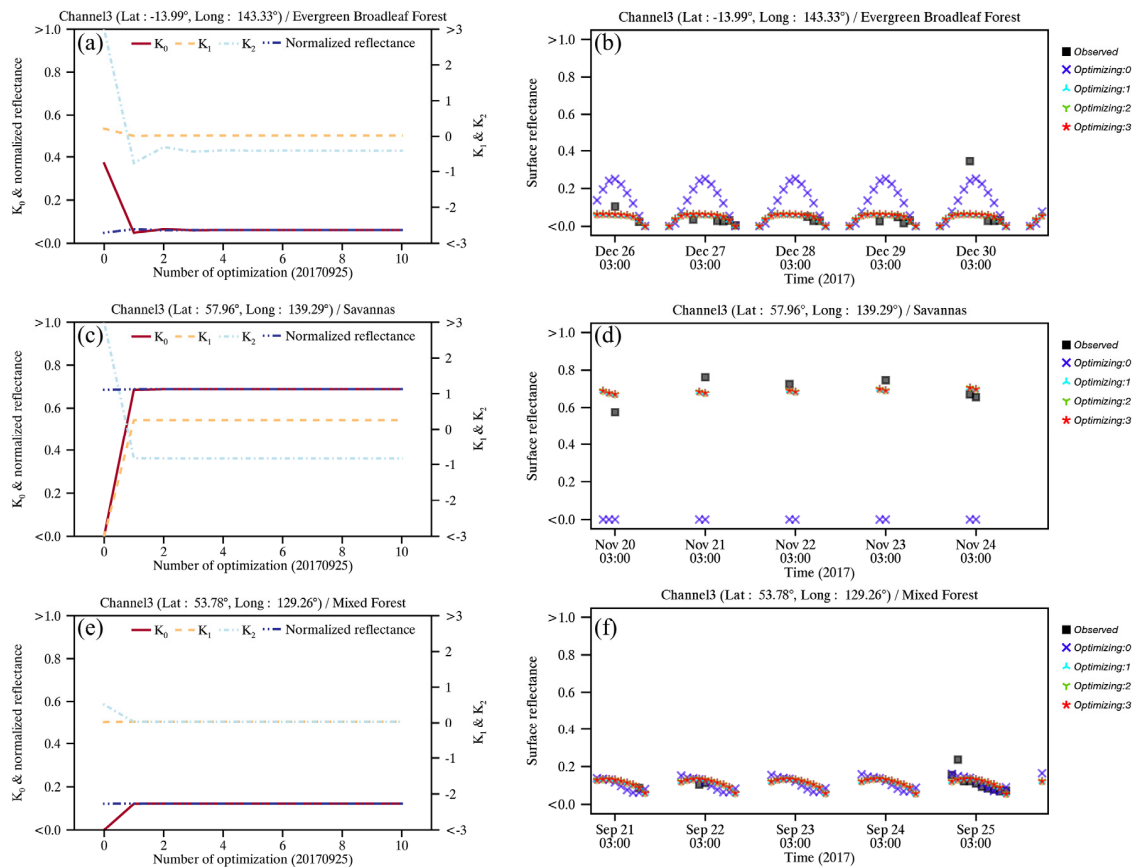 Channel3 (Lat : -13.99°, Long : 143.33°) / Evergreen Broadleaf Forest
(a)
K0 K1 K2 Normalized reflectance
>1.0
0.8
0.6
0.4
0.2
<0.0
K0 & normalized reflectance
>3
2
1
0
-1
-2
<-3
K1 & K2
0 2 4 6 8 10
Number of optimization (20170925)
Channel3 (Lat : -13.99°, Long : 143.33°) / Evergreen Broadleaf Forest
(b)
>1.0
0.8
0.6
0.4
0.2
<0.0
Surface reflectance
Observed
Optimizing:0
Optimizing:1
Optimizing:2
Optimizing:3
Dec 26 Dec 27 Dec 28 Dec 29 Dec 30
03:00 03:00 03:00 03:00 03:00
Time (2017)
Channel3 (Lat : 57.96°, Long : 139.29°) / Savannas
(c)
K0 K1 K2 Normalized reflectance
>1.0
0.8
0.6
0.4
0.2
<0.0
K0 & normalized reflectance
>3
2
1
0
-1
-2
<-3
K1 & K2
0 2 4 6 8 10
Number of optimization (20170925)
Channel3 (Lat : 57.96°, Long : 139.29°) / Savannas
(d)
>1.0
0.8
0.6
0.4
0.2
<0.0
Surface reflectance
Observed
Optimizing:0
Optimizing:1
Optimizing:2
Optimizing:3
Nov 20 Nov 21 Nov 22 Nov 23 Nov 24
03:00 03:00 03:00 03:00 03:00
Time (2017)
Channel3 (Lat : 53.78°, Long : 129.26°) / Mixed Forest
(e)
K0 K1 K2 Normalized reflectance
>1.0
0.8
0.6
0.4
0.2
<0.0
K0 & normalized reflectance
>3
2
1
0
-1
-2
<-3
K1 & K2
0 2 4 6 8 10
Number of optimization (20170925)
Channel3 (Lat : 53.78°, Long : 129.26°) / Mixed Forest
(f)
>1.0
0.8
0.6
0.4
0.2
<0.0
Surface reflectance
Observed
Optimizing:0
Optimizing:1
Optimizing:2
Optimizing:3
Sep 21 Sep 22 Sep 23 Sep 24 Sep 25
03:00 03:00 03:00 03:00 03:00
Time (2017)